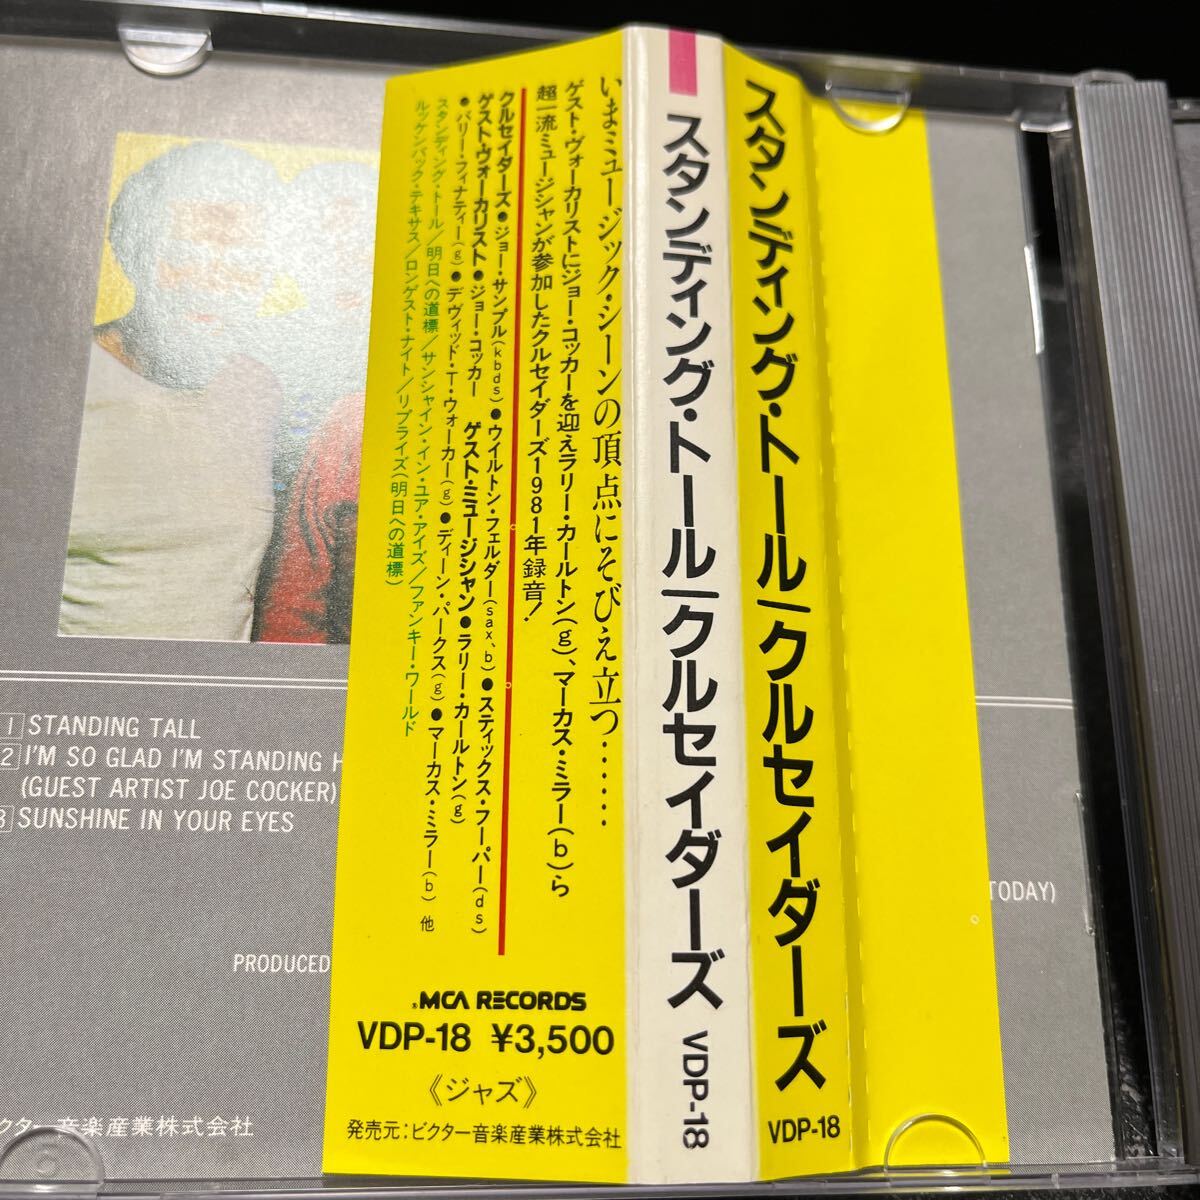 スタンディング・トール/クルセイダーズ
VDP-18
スタンディング・トール/クルセイダーズ VDP-18
いまミュージック・シーンの頂点にそびえ立つ……
ゲスト・ヴォーカリストにジョー・コッカーを迎えラリー・カールトン(g)、マーカス・ミラー(b)ら
超一流ミュージシャンが参加したクルセイダーズ1981年録音!
クルセイダーズ●ジョー・サンプル(kbds)●ウイルトン・フェルダー(sax、b)●スティックス・フーパー(ds)
ゲスト・ヴォーカリスト●ジョー・コッカー ゲスト・ミュージシャン●ラリー・カールトン(g)
●バリー・フィナティー(g)●デヴィッド・T・ウォーカー(g)●ディーン・パークス(g)●マーカス・ミラー(b) 他
スタンディング・トール/明日への道標/サンシャイン・イン・ユア・アイズ/ファンキー・ワールド
ルッケンバック・テキサス/ロンゲスト・ナイト/リプライズ(明日への道標)
MCA RECORDS
VDP-18 ¥3,500
《ジャズ》
発売元:ビクター音楽産業株式会社
1 STANDING TALL
2 I'M SO GLAD I'M STANDING H
(GUEST ARTIST JOE COCKER)
3 SUNSHINE IN YOUR EYES
TODAY)
PRODUCED
クター音楽産業株式会社